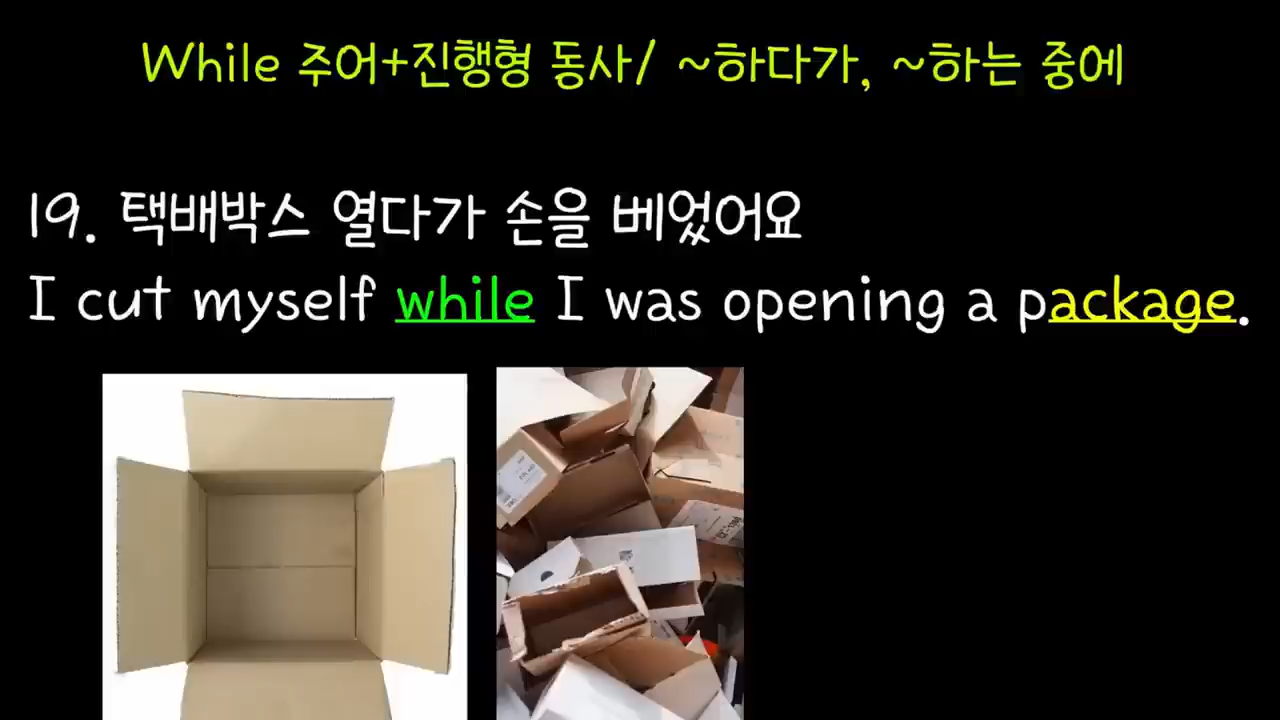 While 주어+진행형 동사/ ~하다가, ~하는 중에
19. 택배박스 열다가 손을 베었어요
I cut myself while I was opening a package.